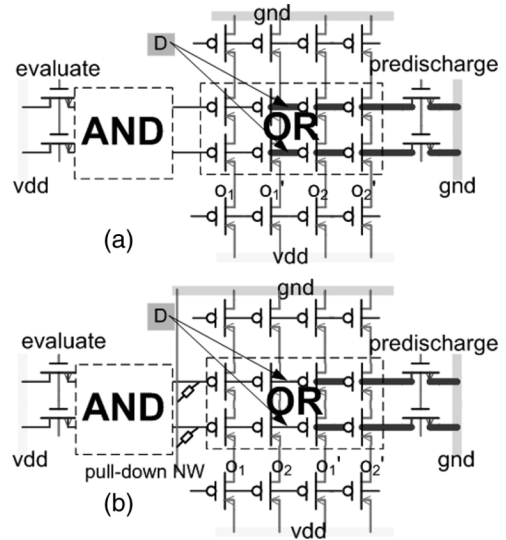 gnd
D
evaluate
predischarge
AND
OR
vdd
o₁ o₁' o₂ o₂'
gnd
(a)
vdd
gnd
D
evaluate
predischarge
AND
OR
vdd
pull-down NW
o₁ o₂ o₁' o₂'
gnd
(b)
vdd